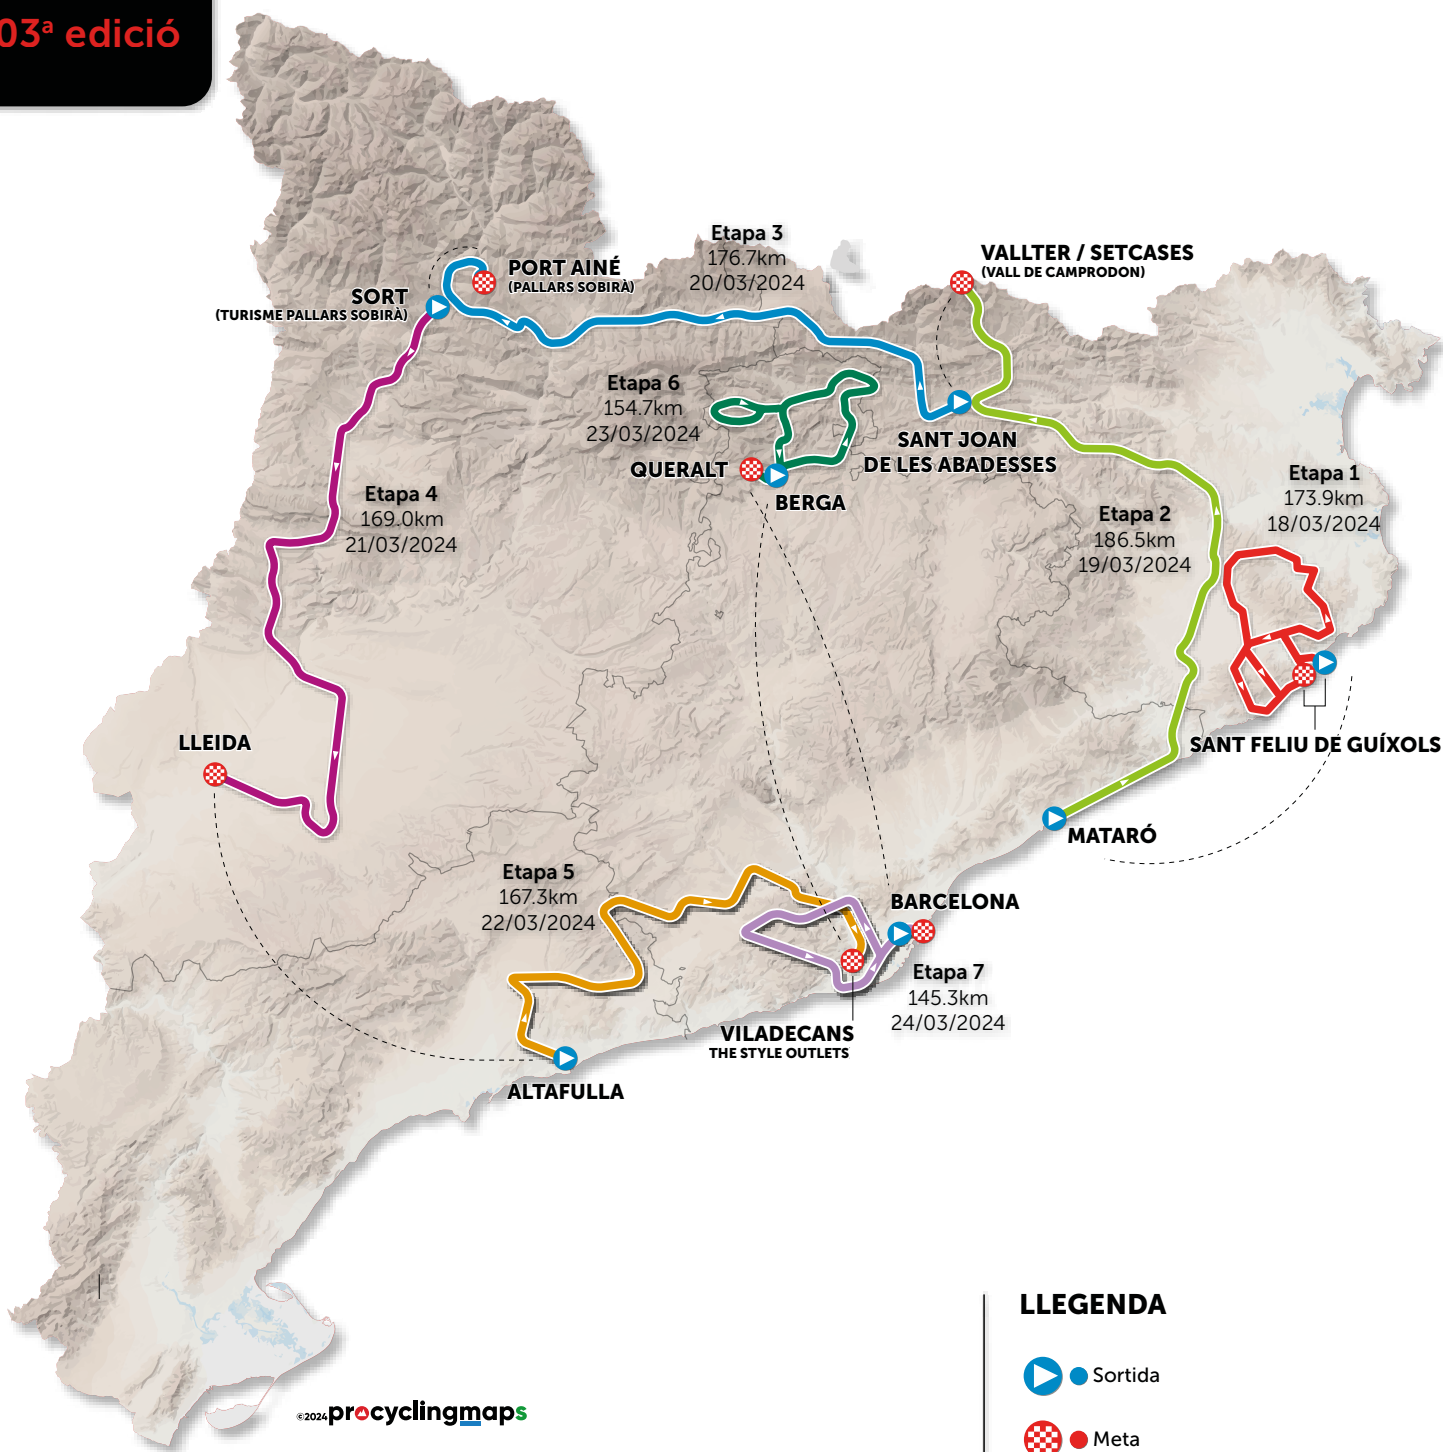 03ª edició
Etapa 3
176.7km
20/03/2024
VALLTER / SETCASES
(VALL DE CAMPRODON)
PORT AINÉ
(PALLARS SOBIRÀ)
SORT
(TURISME PALLARS SOBIRÀ)
Etapa 6
154.7km
23/03/2024
SANT JOAN
DE LES ABADESSES
QUERALT
BERGA
Etapa 1
173.9km
18/03/2024
Etapa 4
169.0km
21/03/2024
Etapa 2
186.5km
19/03/2024
LLEIDA
SANT FELIU DE GUÍXOLS
MATARÓ
Etapa 5
167.3km
22/03/2024
BARCELONA
Etapa 7
145.3km
24/03/2024
VILADECANS
THE STYLE OUTLETS
ALTAFULLA
LLEGENDA
Sortida
Meta
©2024 procyclingmaps